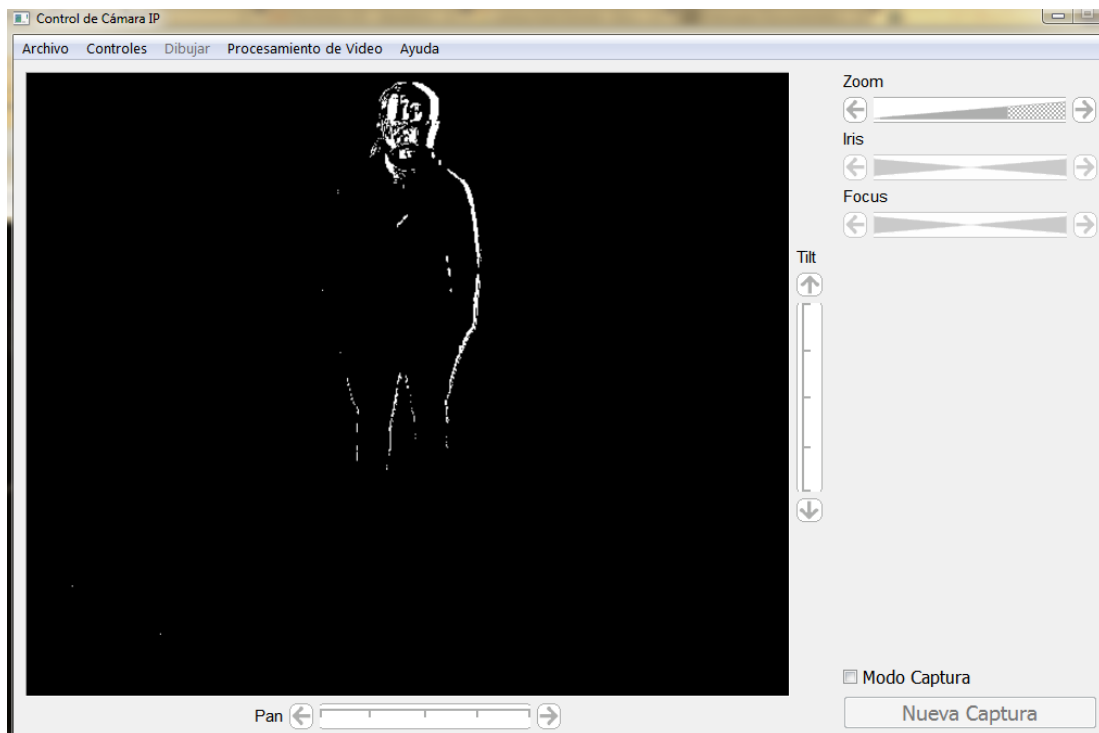 Control de Cámara IP
Archivo Controles Dibujar Procesamiento de Video Ayuda
Zoom
Iris
Focus
Tilt
Modo Captura
Pan
Nueva Captura